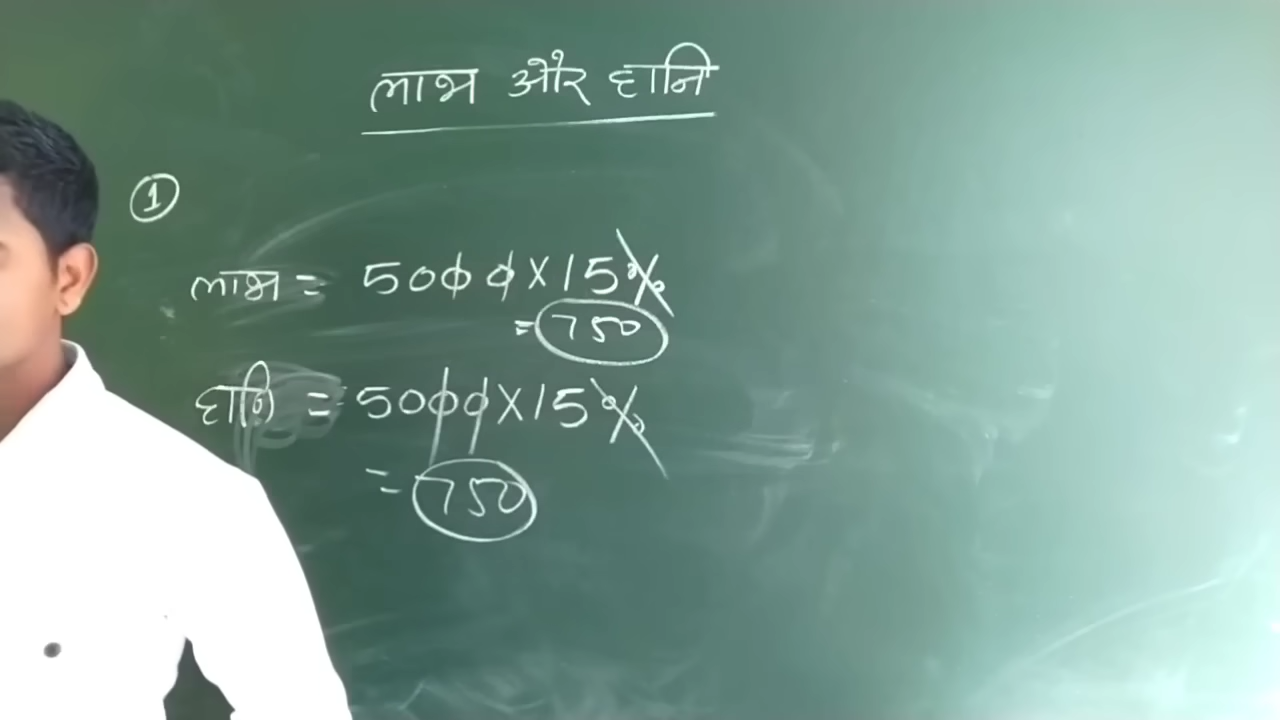 लाभ और हानि
1
लाभ = 5000 x 15%
= 750
हानि = 5000 x 15%
= 750